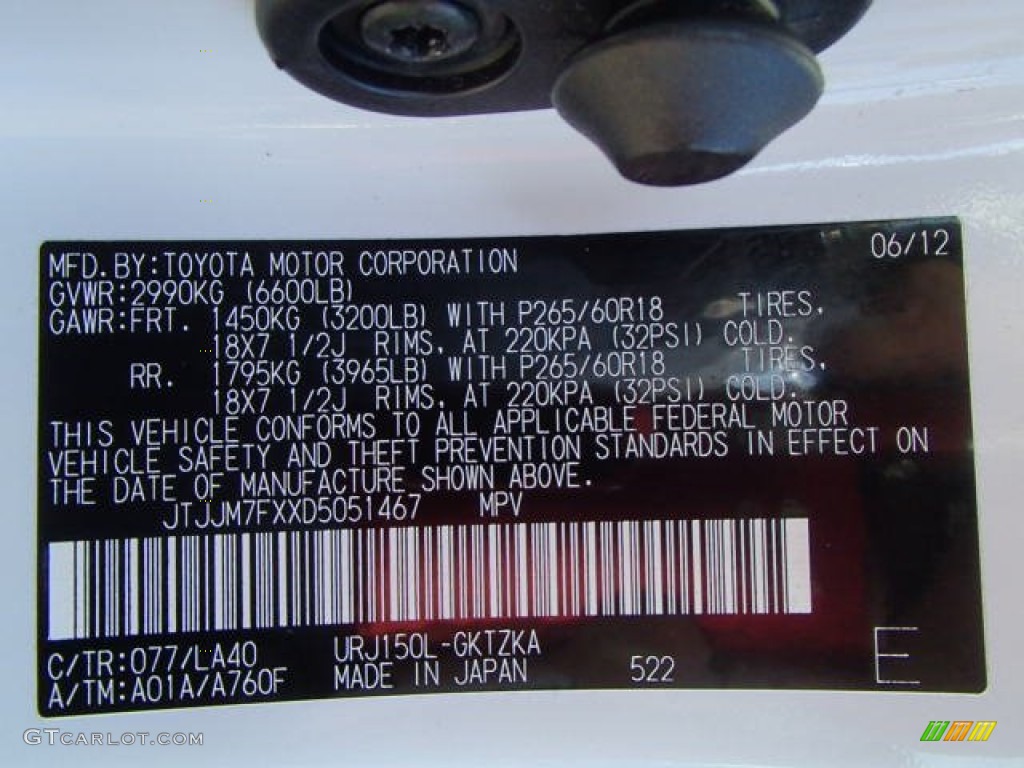 06/12
MFD.BY:TOYOTA MOTOR CORPORATION
GVWR:2990KG (6600LB)
GAWR:FRT. 1450KG (3200LB) WITH P265/60R18 TIRES,
18X7 1/2J RIMS, AT 220KPA (32PSI) COLD.
RR. 1795KG (3965LB) WITH P265/60R18 TIRES,
18X7 1/2J RIMS, AT 220KPA (32PSI) COLD.
THIS VEHICLE CONFORMS TO ALL APPLICABLE FEDERAL MOTOR
VEHICLE SAFETY AND THEFT PREVENTION STANDARDS IN EFFECT ON
THE DATE OF MANUFACTURE SHOWN ABOVE.
JTJJM7FXXD5051467 MPV
C/TR:077/LA40 URJ150L-GKTZKA
A/TM:A01A/A760F MADE IN JAPAN 522 E
GTCARLOT.COM